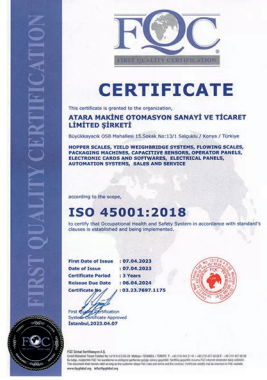 FQC
FIRST QUALITY CERTIFICATION
FIRST QUALITY CERTIFICATION
CERTIFICATE
This certificate is granted to the organization,
ATARA MAKİNE OTOMASYON SANAYİ VE TİCARET
LİMİTED ŞİRKETİ
Büyükkayacık OSB Mahallesi 15.Sokak No:13/1 Selçuklu / Konya / Türkiye
HOPPER SCALES, YIELD WEIGHBRIDGE SYSTEMS, FLOWING SCALES,
PACKAGING MACHINES, CAPACITIVE SENSORS, OPERATOR PANELS,
ELECTRONIC CARDS AND SOFTWARES, ELECTRICAL PANELS,
AUTOMATION SYSTEMS, SALES AND SERVICE
according to the scope,
ISO 45001:2018
to certify that Occupational Health and Safety System in accordance with standard's
clauses is established and being implemented.
First Date of Issue : 07.04.2023
Date of Issue : 07.04.2023
Certificate Period : 3 Years
Reissue Due Date : 06.04.2024
Certificate No : 03.23.7897.1175
First Quality Certification
System Certificate Approved
İstanbul,2023.04.07
FQC